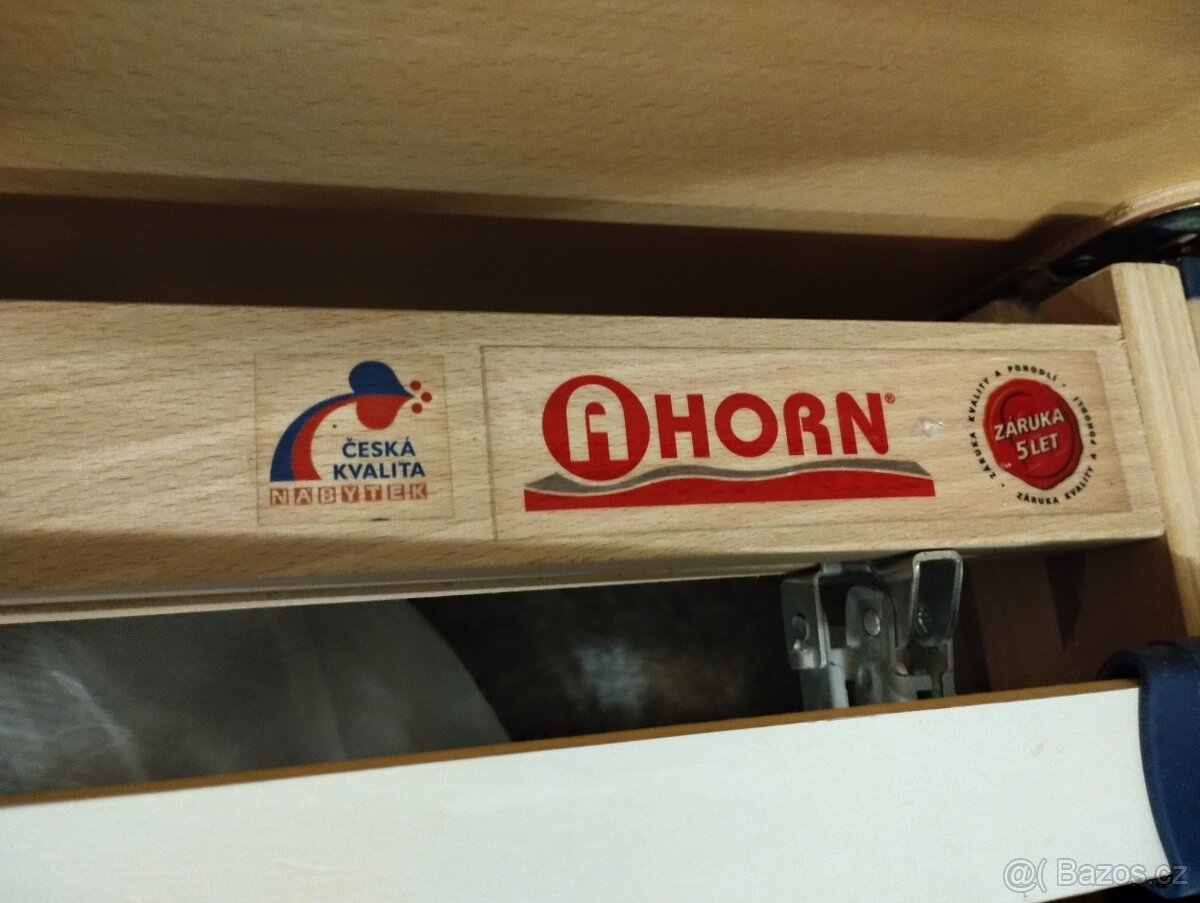 ČESKÁ
KVALITA
NÁBYTEK
AHORN®
ZÁRUKA KVALITY A POHODLÍ · ZÁRUKA KVALITY A POHODLÍ ·
ZÁRUKA
5 LET
@( Bazos.cz